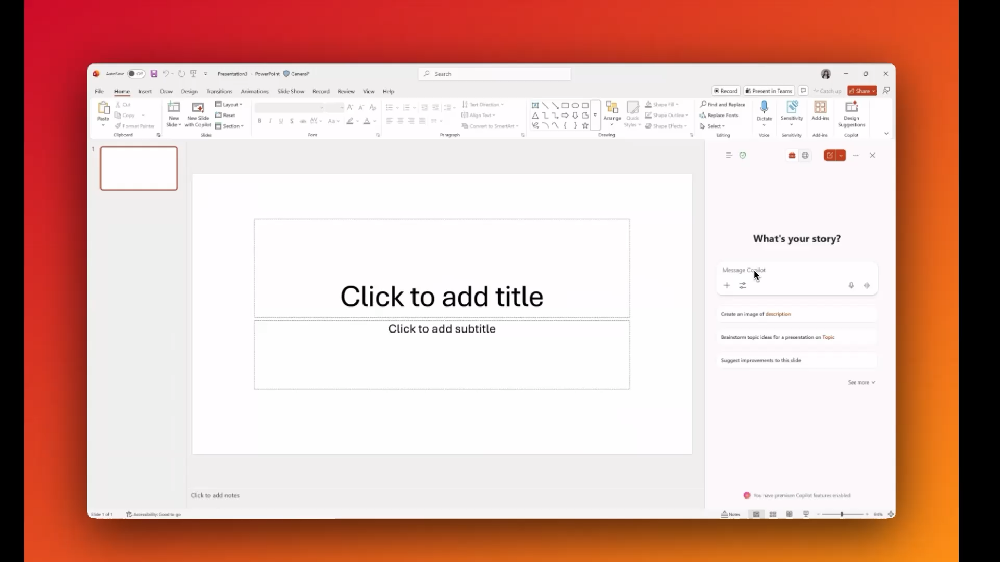 AutoSave Off Presentation3 - PowerPoint General* Search
File Home Insert Draw Design Transitions Animations Slide Show Record Review View Help Record Present in Teams Catch up Share
Paste
Cut
Copy
Format Painter
Clipboard
New
Slide
New Slide
with Copilot
Layout
Reset
Section
Slides
B I U S ab AV Aa A
Font
Text Direction
Align Text
Convert to SmartArt
Paragraph
Arrange
Quick
Styles
Shape Fill
Shape Outline
Shape Effects
Drawing
Find and Replace
Replace Fonts
Select
Editing
Dictate
Voice
Sensitivity
Sensitivity
Add-ins
Add-ins
Design
Suggestions
Copilot
1
Click to add title
Click to add subtitle
Click to add notes
What's your story?
Message Copilot
Create an image of description
Brainstorm topic ideas for a presentation on Topic
Suggest improvements to this slide
See more
You have premium Copilot features enabled
Slide 1 of 1 Accessibility: Good to go Notes 94%